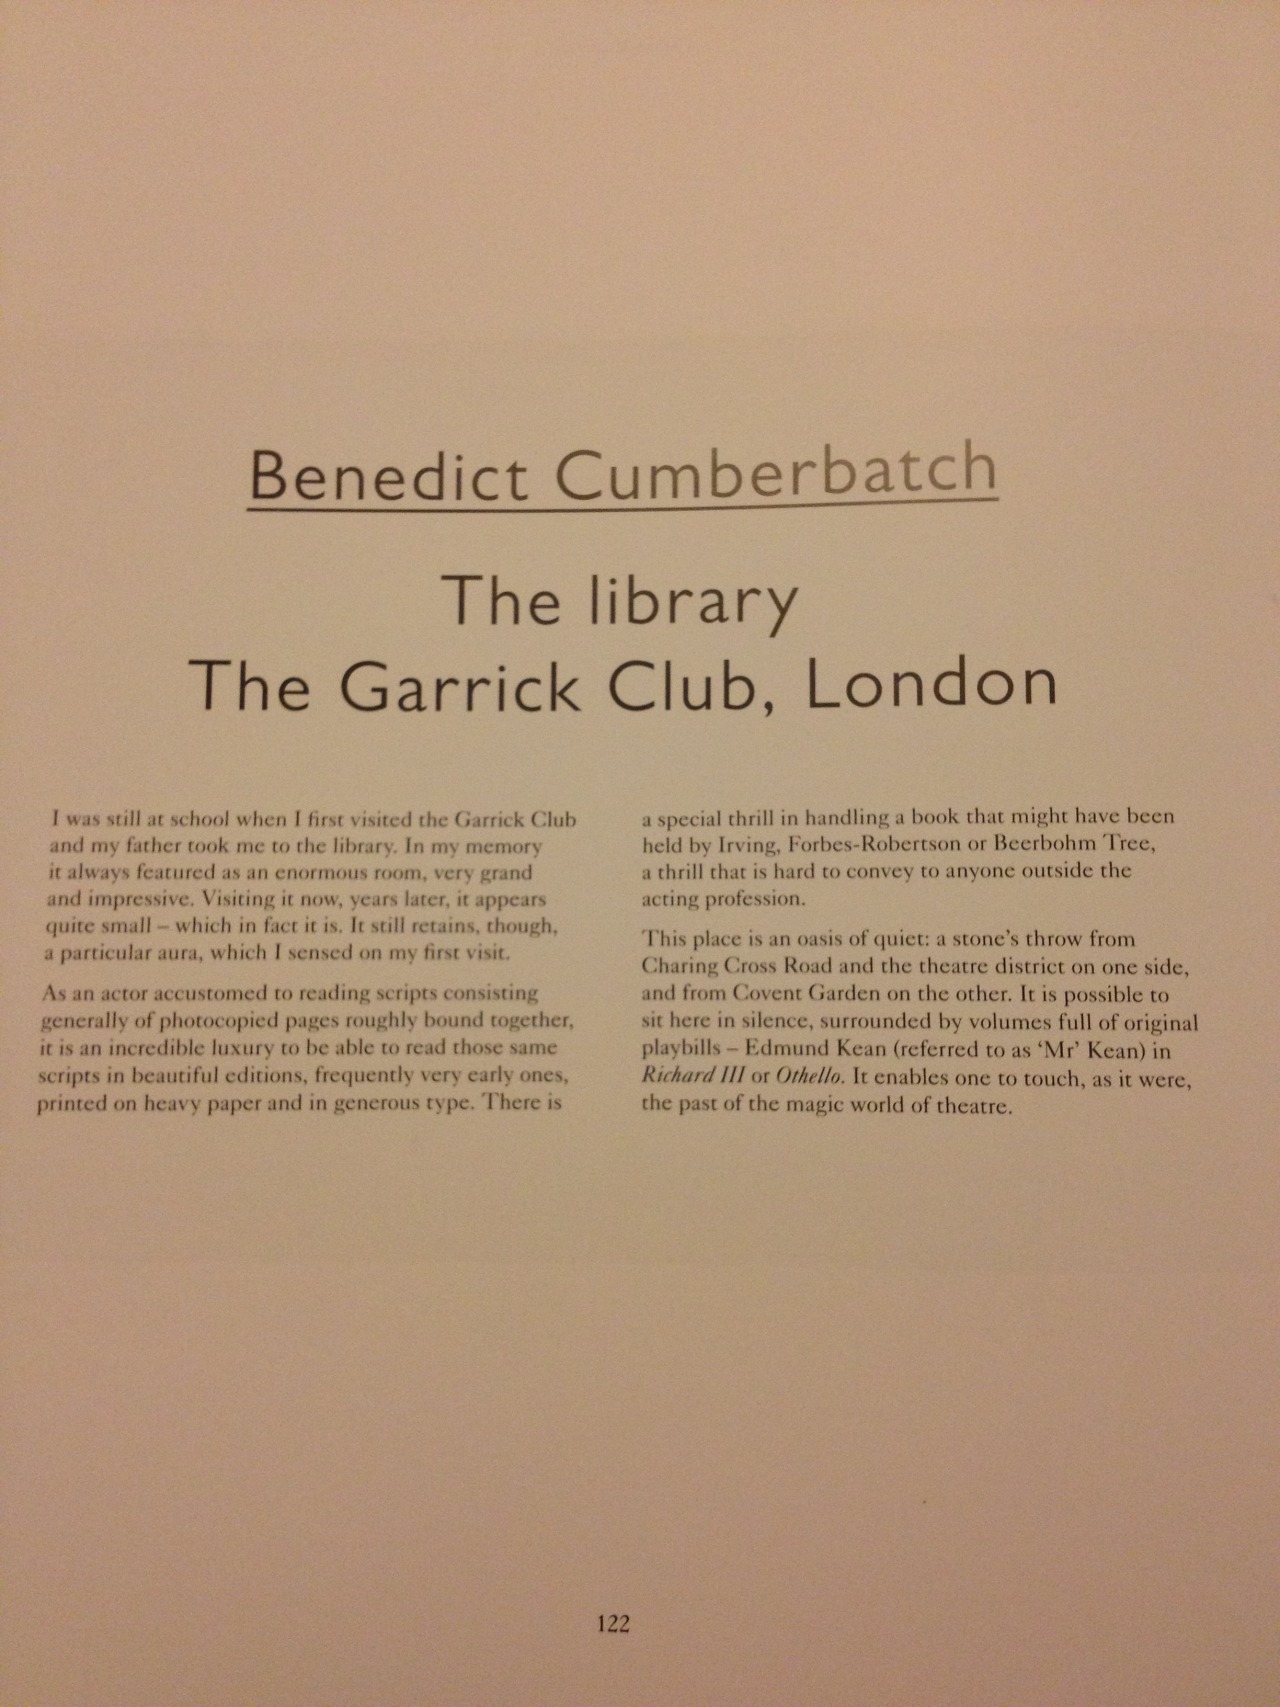 Benedict Cumberbatch
The library
The Garrick Club, London
I was still at school when I first visited the Garrick Club
and my father took me to the library. In my memory
it always featured as an enormous room, very grand
and impressive. Visiting it now, years later, it appears
quite small – which in fact it is. It still retains, though,
a particular aura, which I sensed on my first visit.
As an actor accustomed to reading scripts consisting
generally of photocopied pages roughly bound together,
it is an incredible luxury to be able to read those same
scripts in beautiful editions, frequently very early ones,
printed on heavy paper and in generous type. There is
a special thrill in handling a book that might have been
held by Irving, Forbes-Robertson or Beerbohm Tree,
a thrill that is hard to convey to anyone outside the
acting profession.
This place is an oasis of quiet: a stone's throw from
Charing Cross Road and the theatre district on one side,
and from Covent Garden on the other. It is possible to
sit here in silence, surrounded by volumes full of original
playbills – Edmund Kean (referred to as 'Mr' Kean) in
Richard III or Othello. It enables one to touch, as it were,
the past of the magic world of theatre.
122